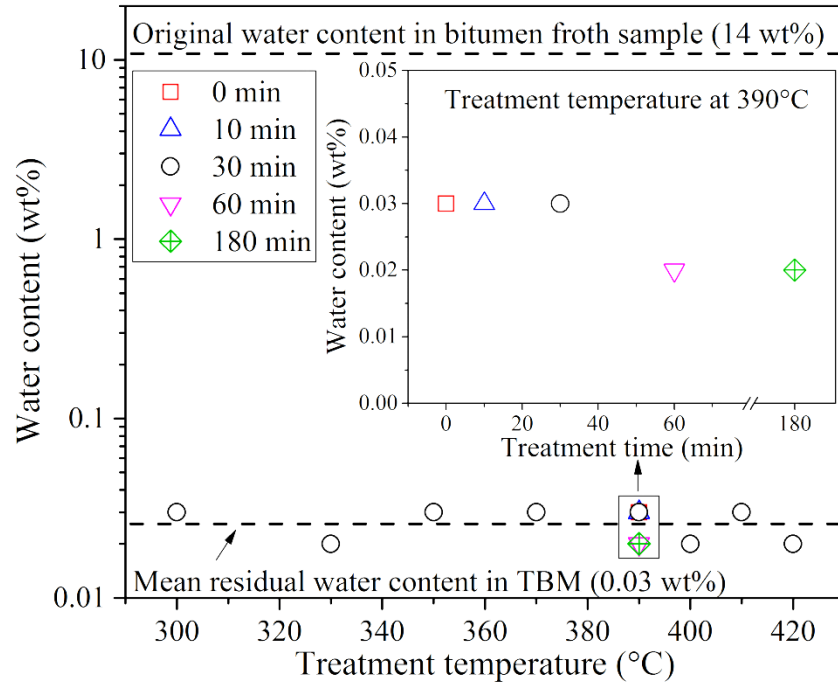 Original water content in bitumen froth sample (14 wt%)
10
1
0.1
0.01
Water content (wt%)
0 min
10 min
30 min
60 min
180 min
Treatment temperature at 390°C
0.05
0.04
0.03
0.02
0.01
0.00
Water content (wt%)
0 20 40 60 180
Treatment time (min)
Mean residual water content in TBM (0.03 wt%)
300 320 340 360 380 400 420
Treatment temperature (°C)